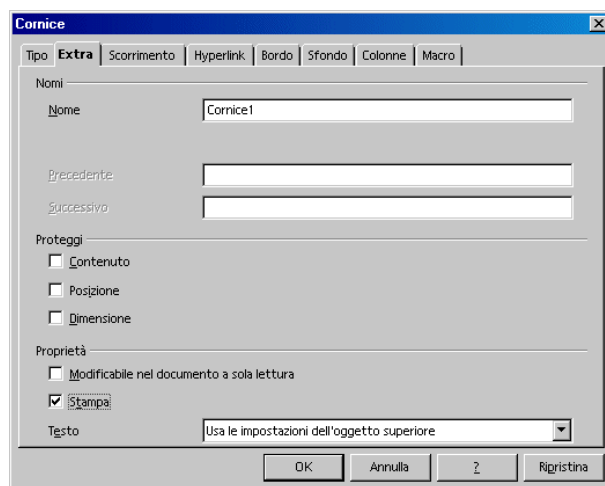 Cornice
Tipo Extra Scorrimento Hyperlink Bordo Sfondo Colonne Macro
Nomi
Nome Cornice1
Precedente
Successivo
Proteggi
Contenuto
Posizione
Dimensione
Proprietà
Modificabile nel documento a sola lettura
Stampa
Testo Usa le impostazioni dell'oggetto superiore
OK Annulla ? Ripristina